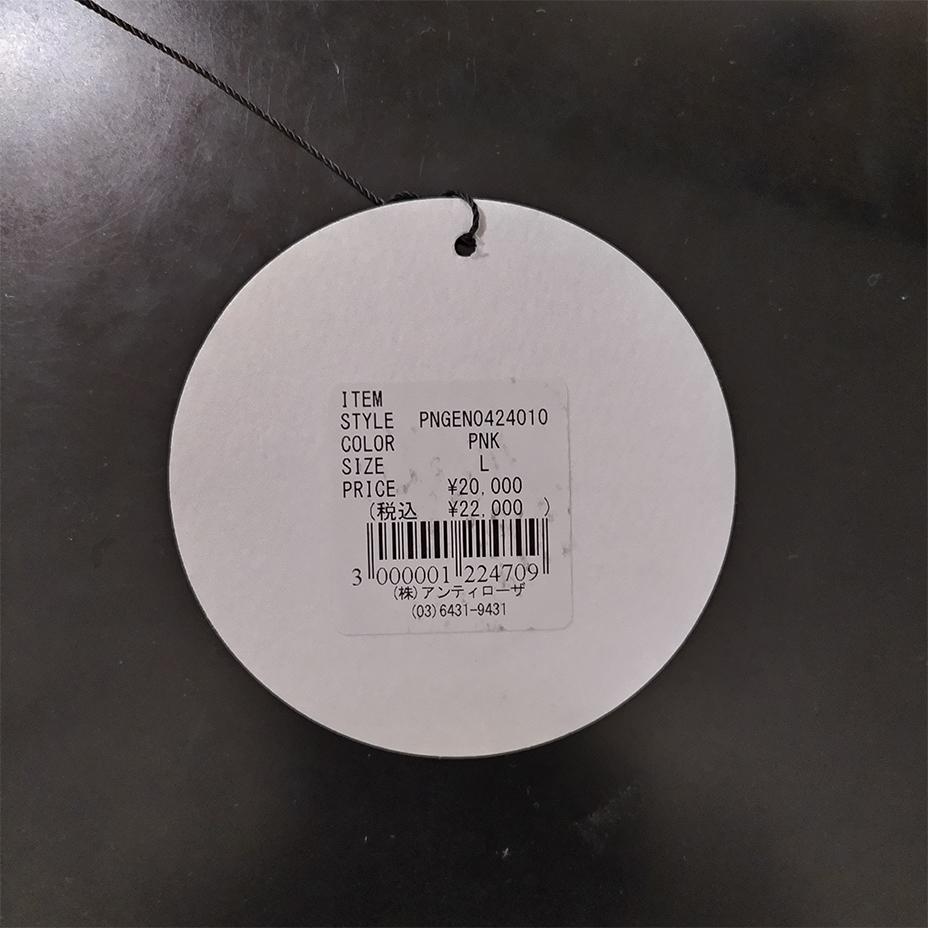 ITEM
STYLE PNGEN0424010
COLOR PNK
SIZE L
PRICE ¥20,000
(税込 ¥22,000 )
3 000001 224709
(株)アンティローザ
(03)6431-9431